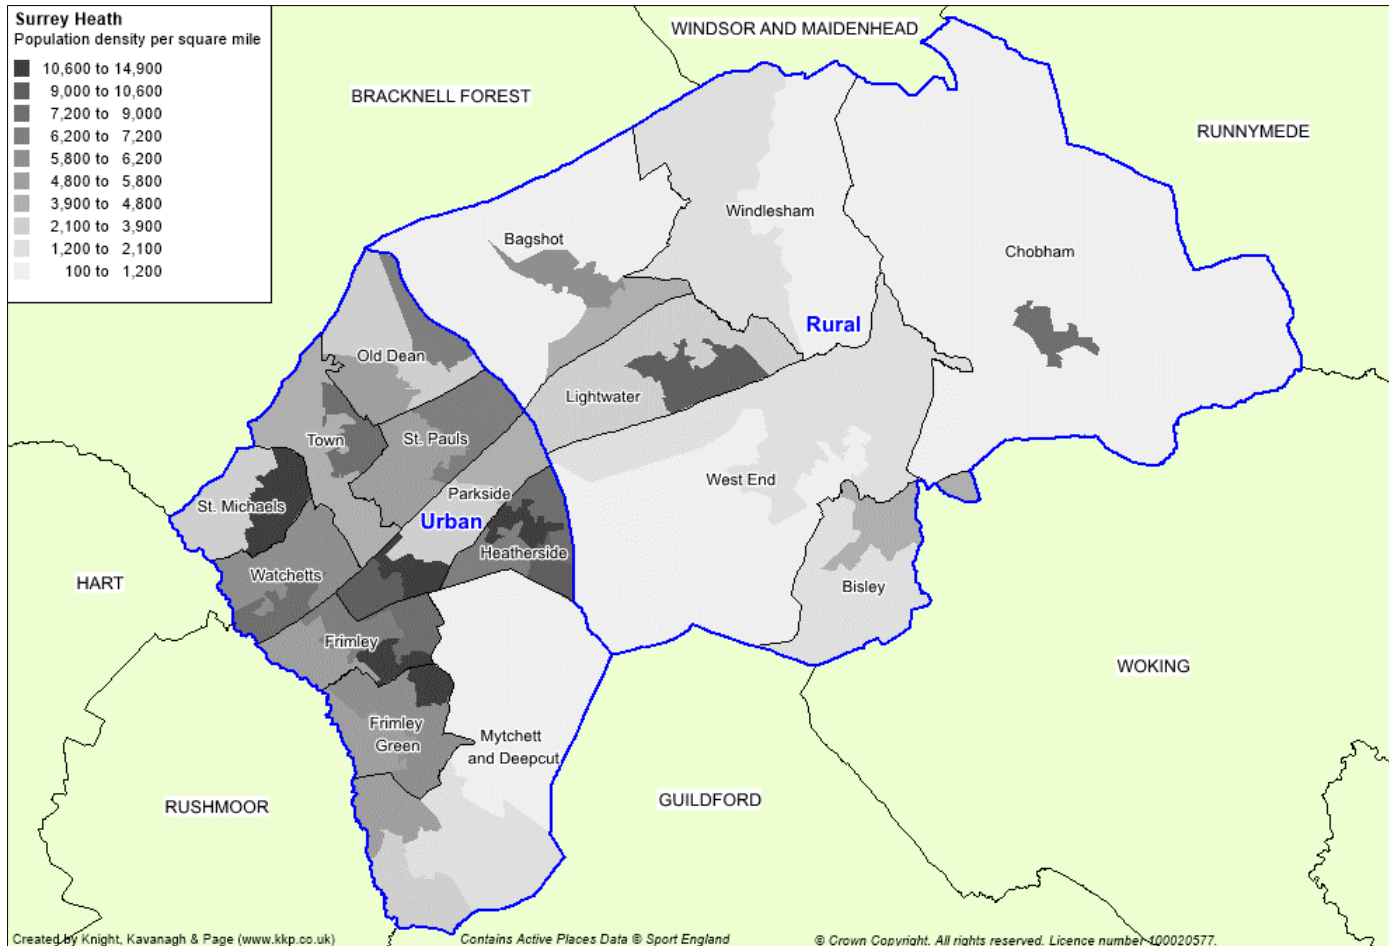 Surrey Heath
Population density per square mile
10,600 to 14,900
9,000 to 10,600
7,200 to 9,000
6,200 to 7,200
5,800 to 6,200
4,800 to 5,800
3,900 to 4,800
2,100 to 3,900
1,200 to 2,100
100 to 1,200
WINDSOR AND MAIDENHEAD
BRACKNELL FOREST
RUNNYMEDE
Windlesham
Bagshot
Chobham
Rural
Old Dean
Lightwater
Town
St. Pauls
West End
Parkside
St. Michaels
Urban
Heatherside
Watchetts
HART
Bisley
Frimley
WOKING
Frimley
Green
Mytchett
and Deepcut
RUSHMOOR
GUILDFORD
Created by Knight, Kavanagh & Page (www.kkp.co.uk)
Contains Active Places Data © Sport England
© Crown Copyright. All rights reserved. Licence number 100020577.